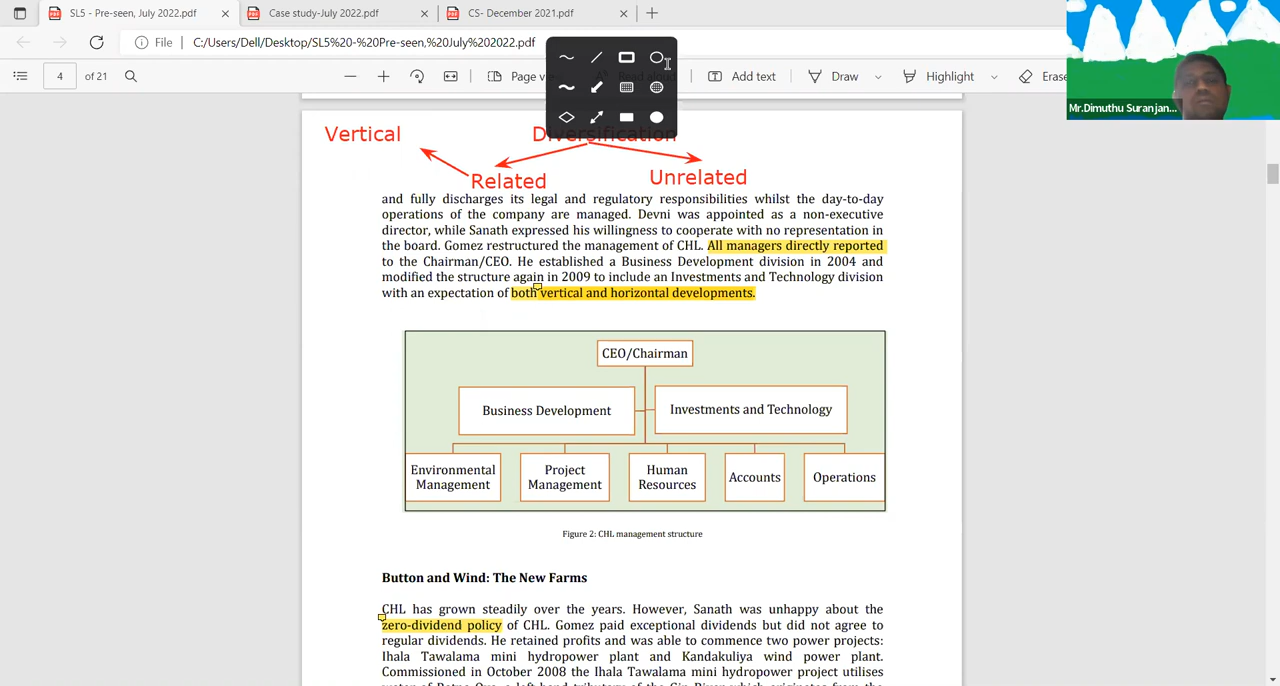 SL5 - Pre-seen, July 2022.pdf
Case study-July 2022.pdf
CS- December 2021.pdf
File
C:/Users/Dell/Desktop/SL5%20-%20Pre-seen,%20July%202022.pdf
4
of 21
Page view
Read aloud
Add text
Draw
Highlight
Erase
Mr.Dimuthu Suranjan...
Vertical
Diversification
Related
Unrelated
and fully discharges its legal and regulatory responsibilities whilst the day-to-day
operations of the company are managed. Devni was appointed as a non-executive
director, while Sanath expressed his willingness to cooperate with no representation in
the board. Gomez restructured the management of CHL. All managers directly reported
to the Chairman/CEO. He established a Business Development division in 2004 and
modified the structure again in 2009 to include an Investments and Technology division
with an expectation of both vertical and horizontal developments.
CEO/Chairman
Business Development
Investments and Technology
Environmental
Management
Project
Management
Human
Resources
Accounts
Operations
Figure 2: CHL management structure
Button and Wind: The New Farms
CHL has grown steadily over the years. However, Sanath was unhappy about the
zero-dividend policy of CHL. Gomez paid exceptional dividends but did not agree to
regular dividends. He retained profits and was able to commence two power projects:
Ihala Tawalama mini hydropower plant and Kandakuliya wind power plant.
Commissioned in October 2008 the Ihala Tawalama mini hydropower project utilises